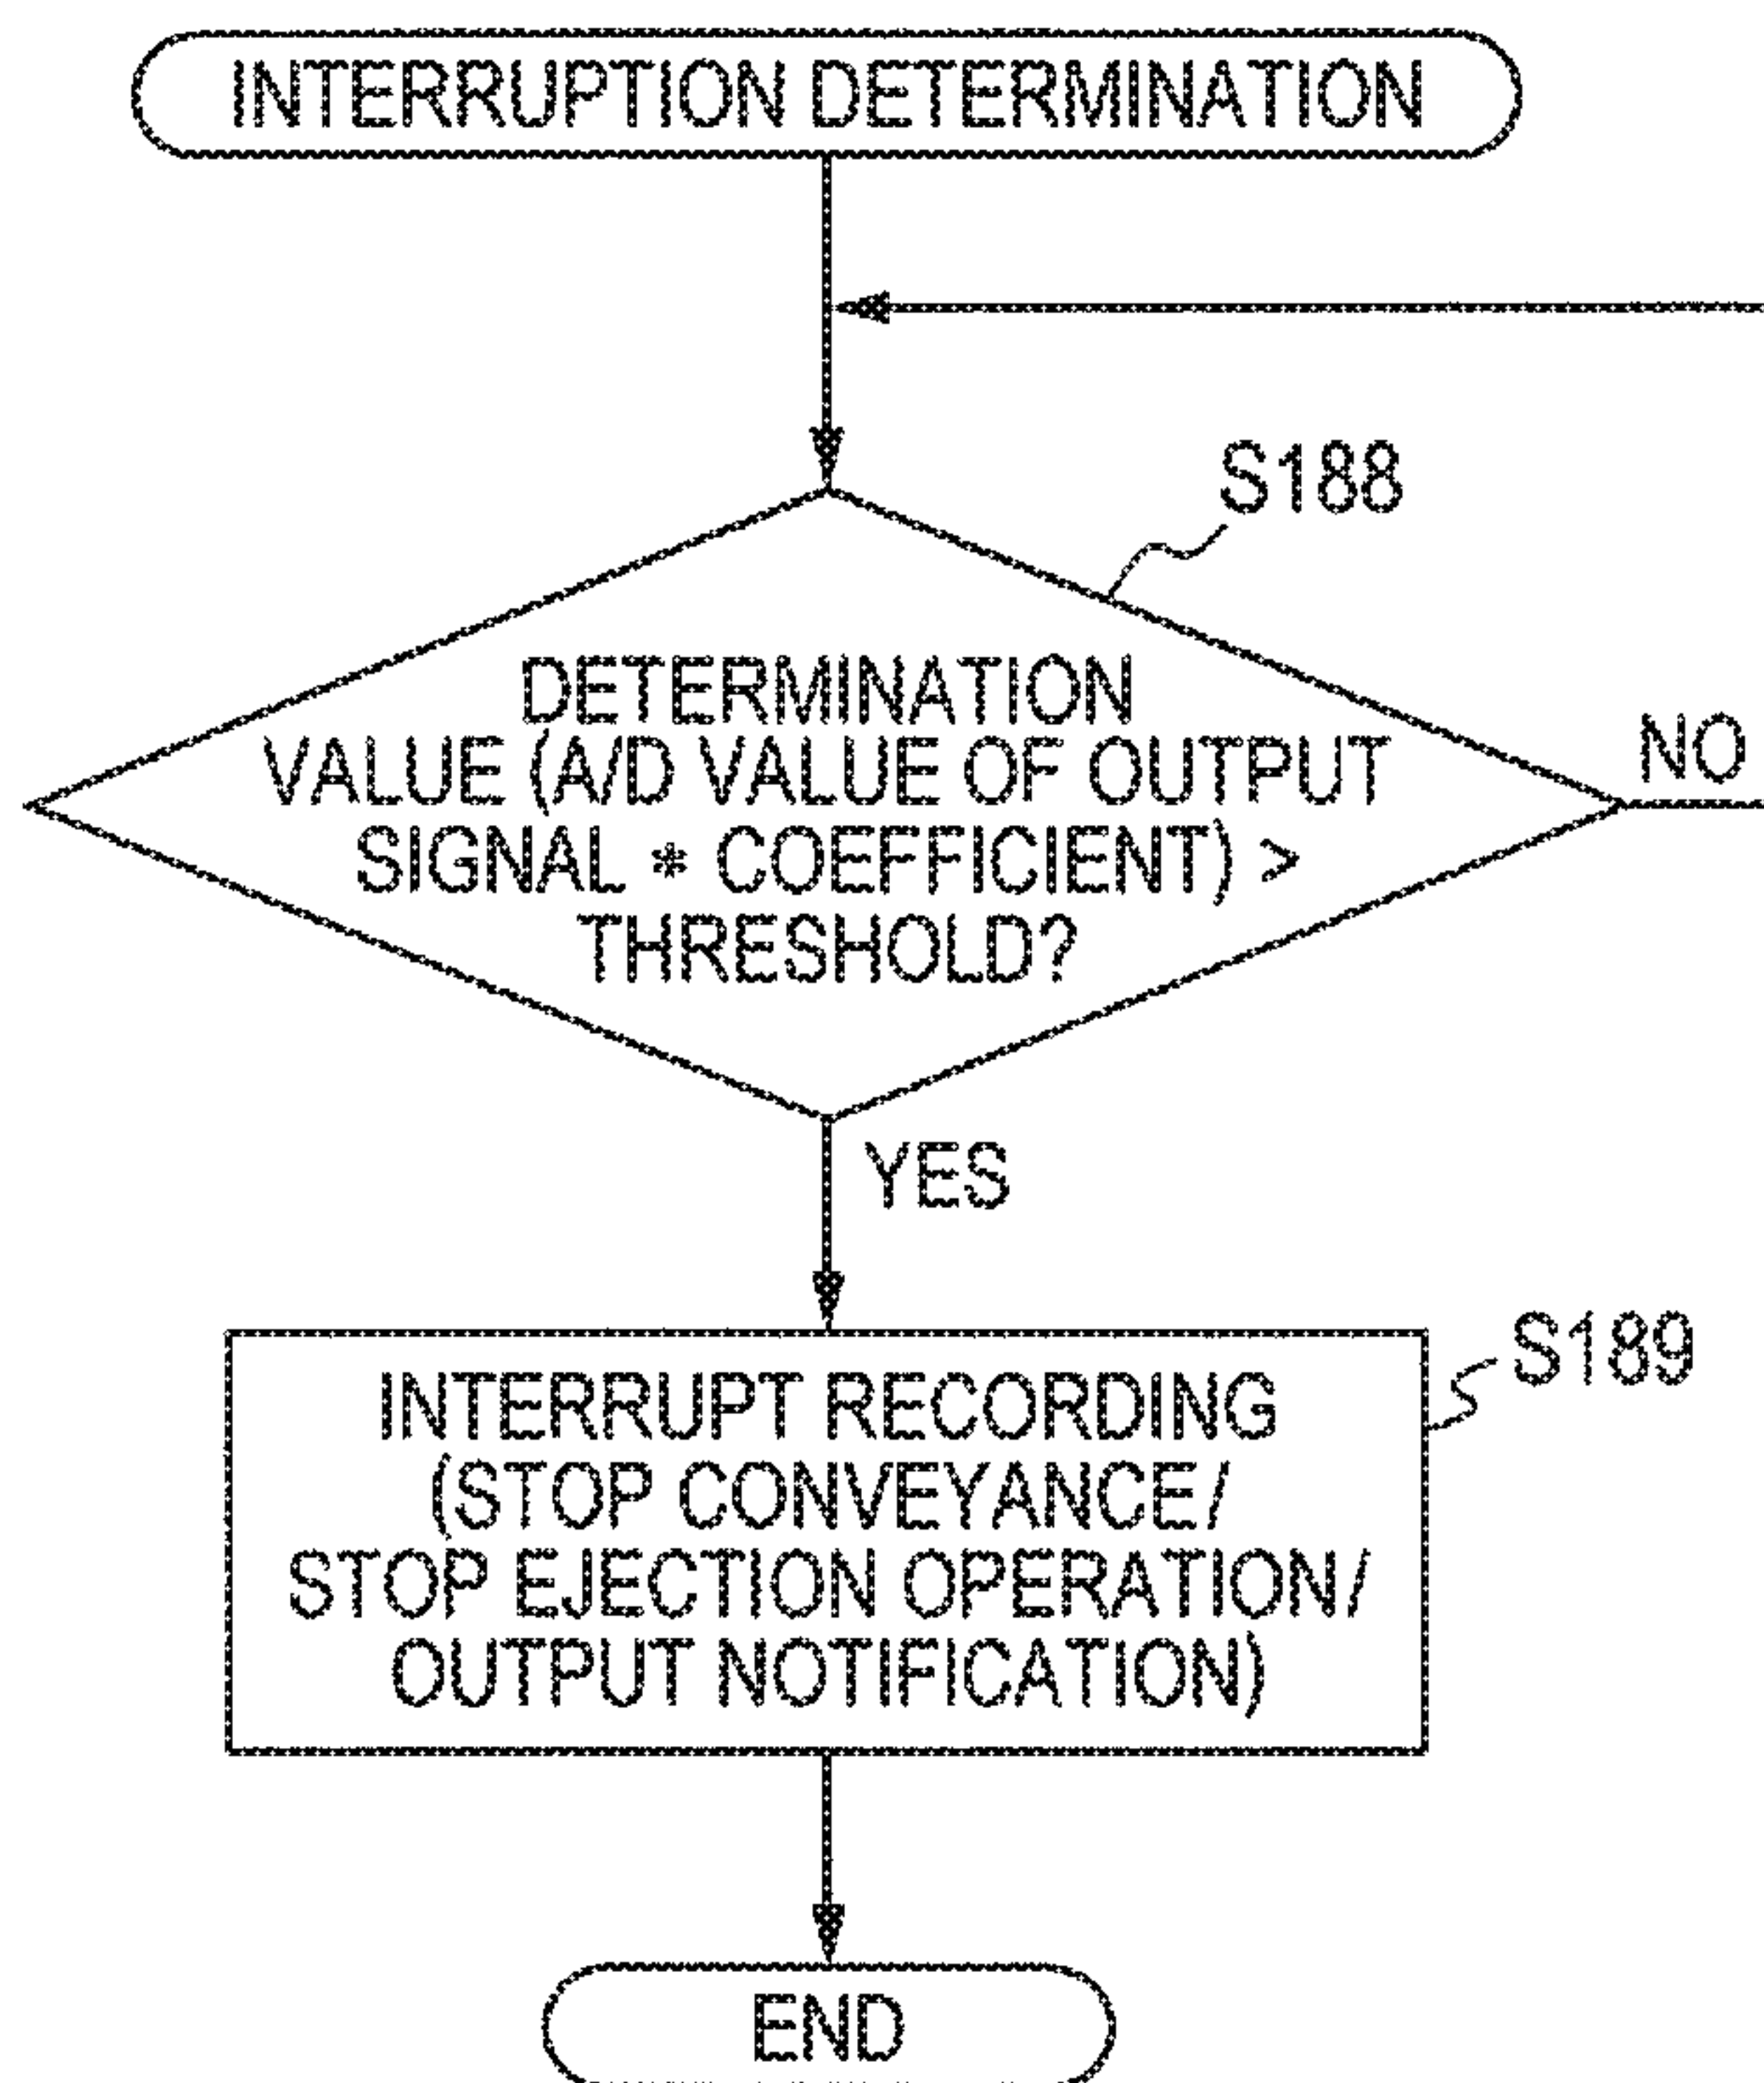 INTERRUPTION DETERMINATION
S188
DETERMINATION
VALUE (A/D VALUE OF OUTPUT
SIGNAL * COEFFICIENT) >
THRESHOLD?
NO
YES
S189
INTERRUPT RECORDING
(STOP CONVEYANCE/
STOP EJECTION OPERATION/
OUTPUT NOTIFICATION)
END